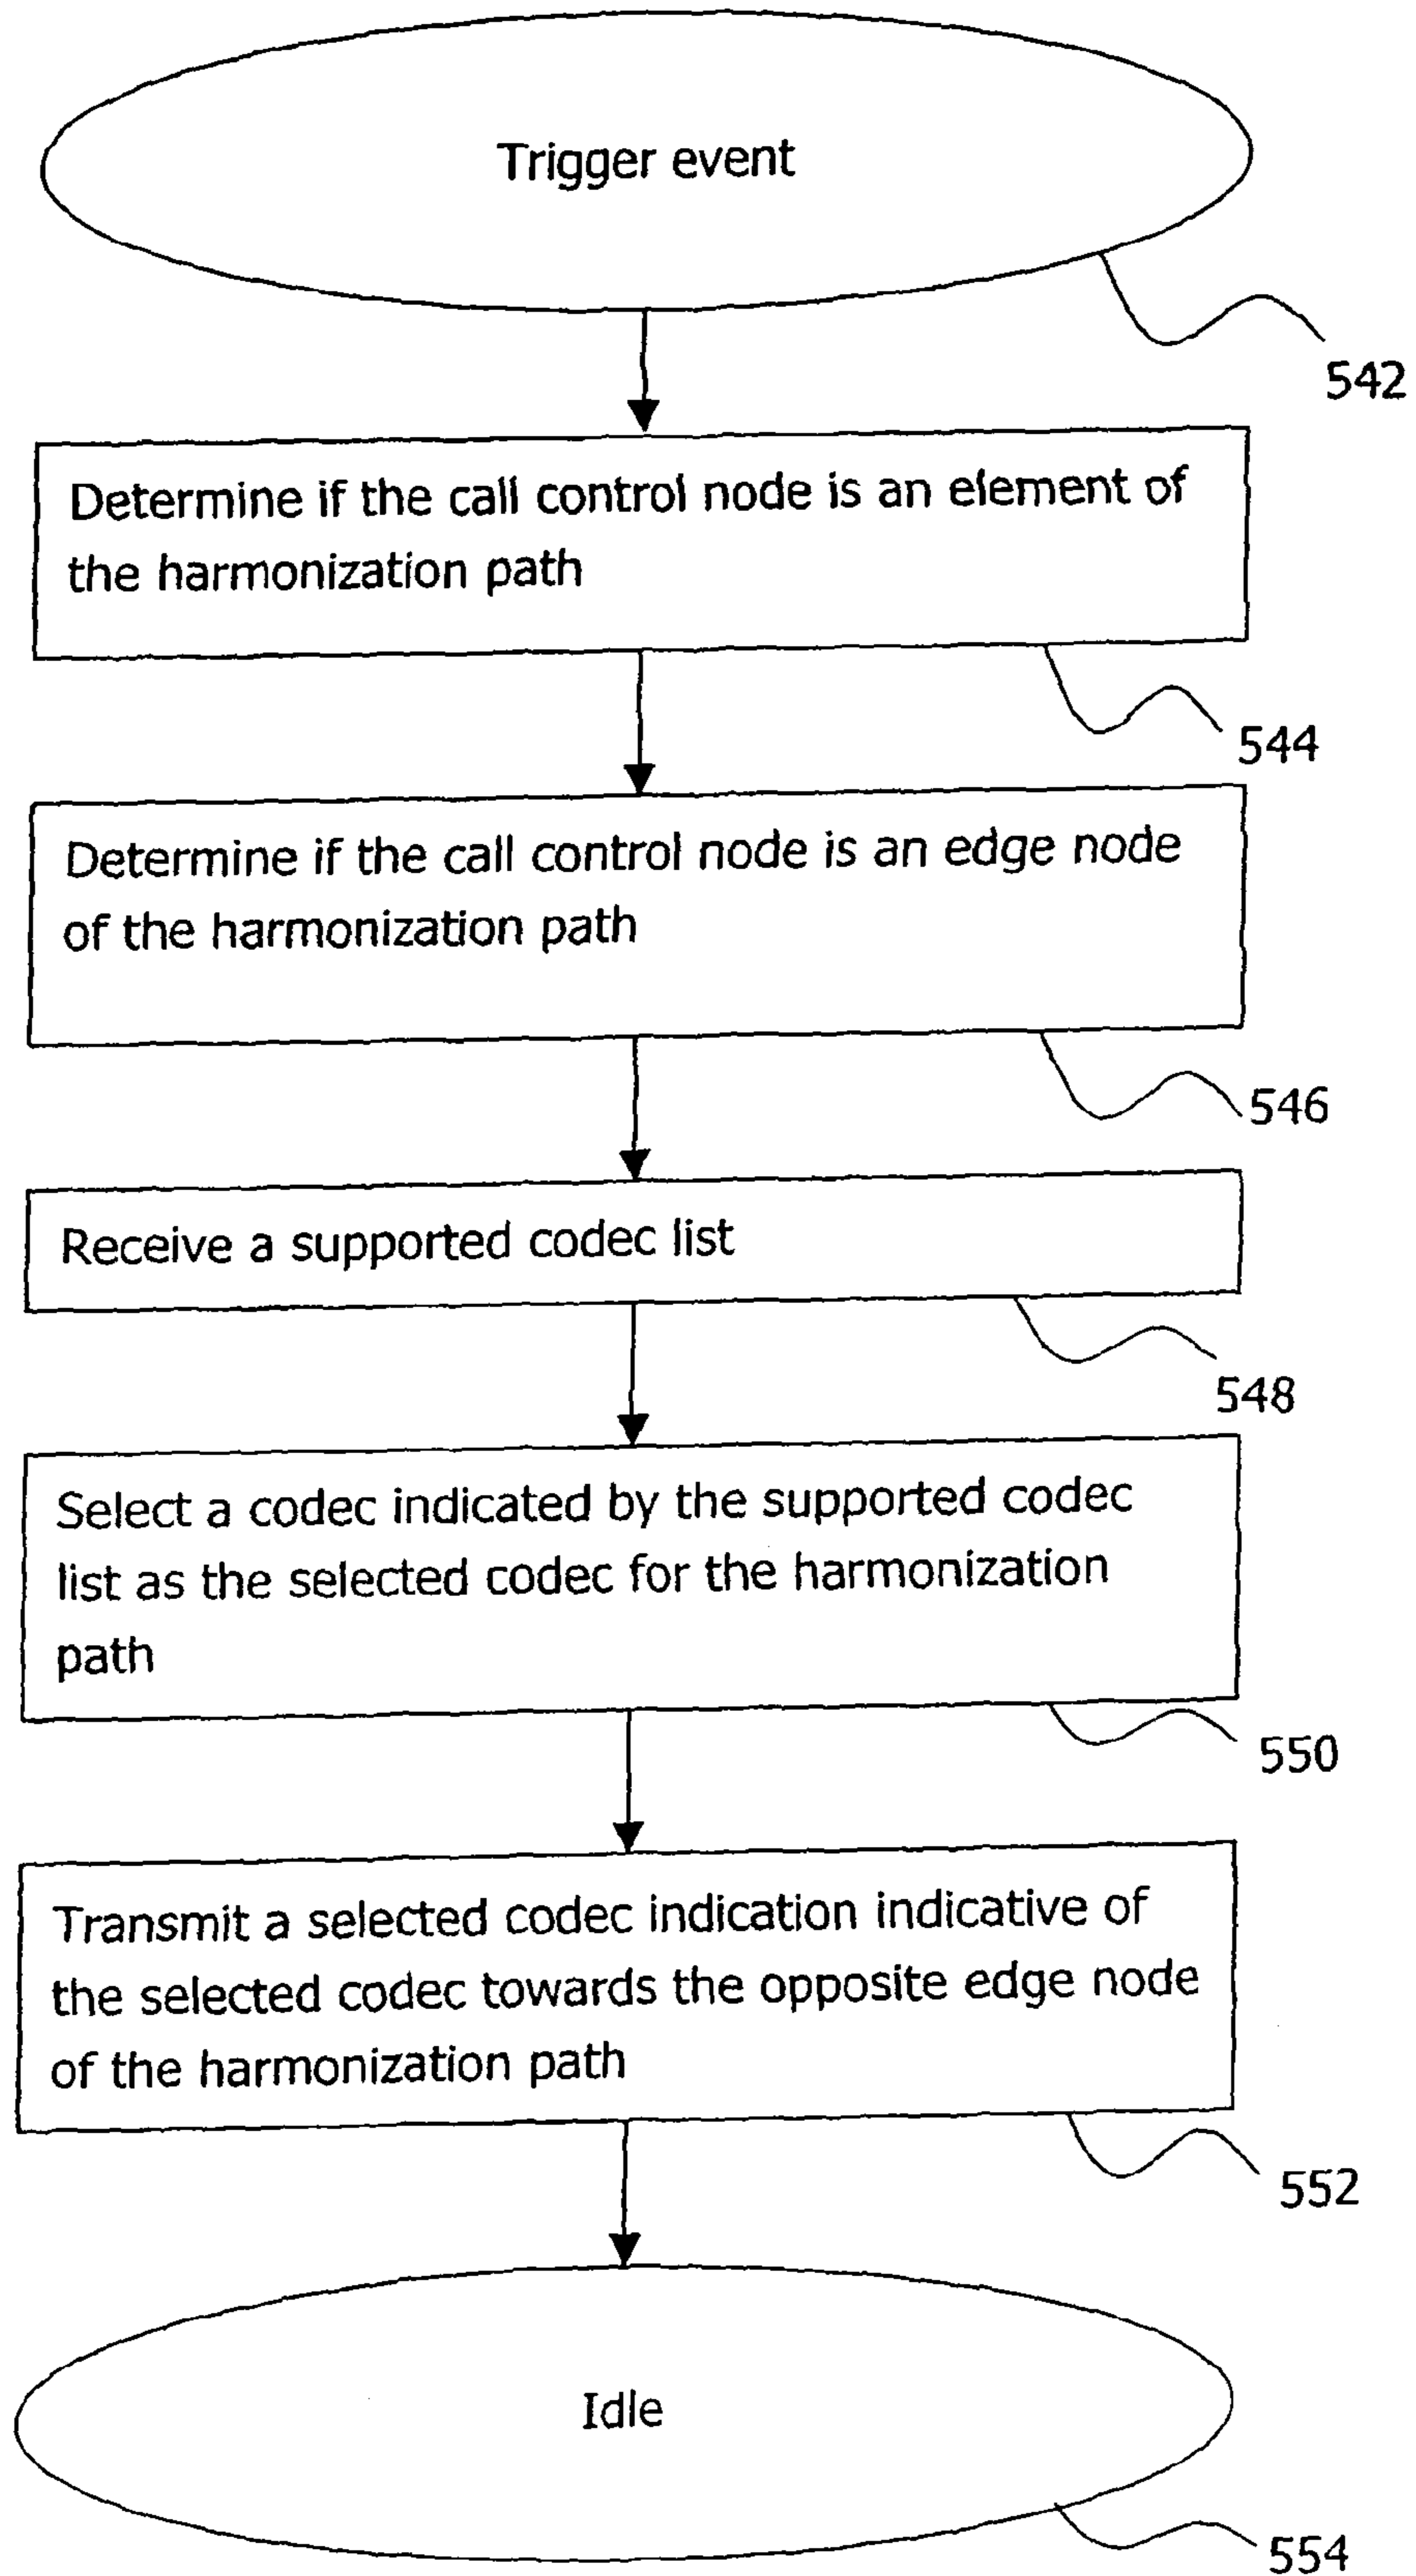 Trigger event
542
Determine if the call control node is an element of
the harmonization path
544
Determine if the call control node is an edge node
of the harmonization path
546
Receive a supported codec list
548
Select a codec indicated by the supported codec
list as the selected codec for the harmonization
path
550
Transmit a selected codec indication indicative of
the selected codec towards the opposite edge node
of the harmonization path
552
Idle
554